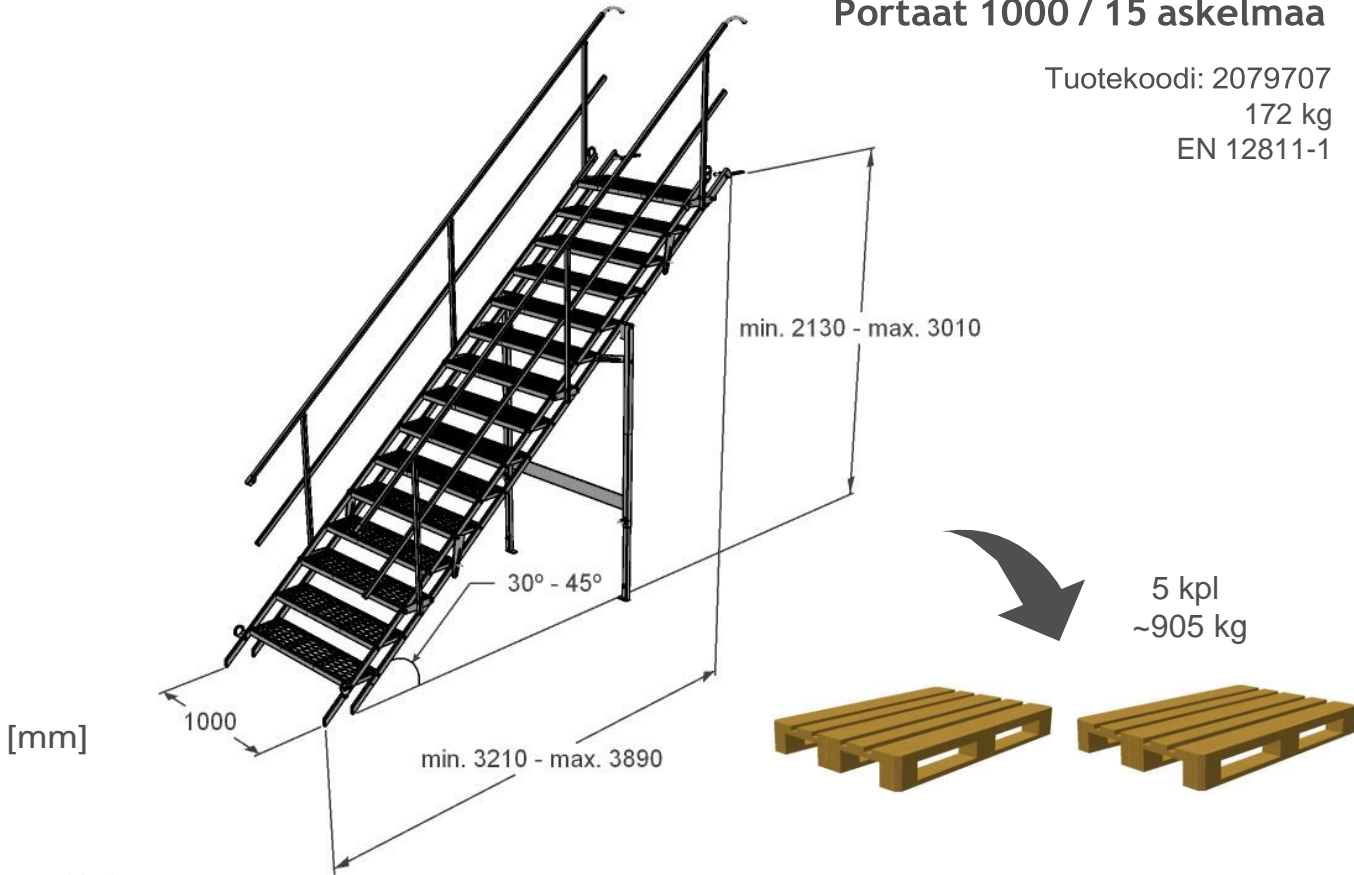 Portaat 1000 / 15 askelmaa
Tuotekoodi: 2079707
172 kg
EN 12811-1
min. 2130 - max. 3010
30º - 45º
5 kpl
~905 kg
1000
[mm]
min. 3210 - max. 3890